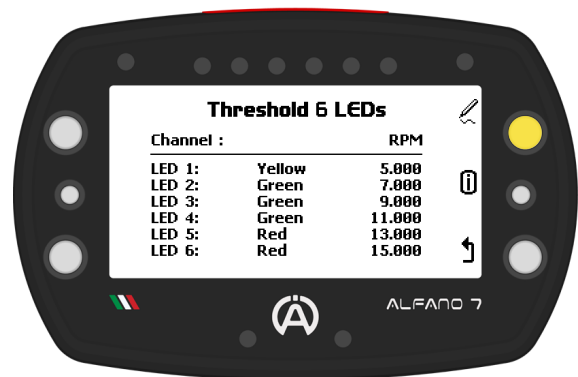 Threshold 6 LEDs
Channel : RPM
LED 1: Yellow 5.000
LED 2: Green 7.000
LED 3: Green 9.000
LED 4: Green 11.000
LED 5: Red 13.000
LED 6: Red 15.000
ALFANO 7